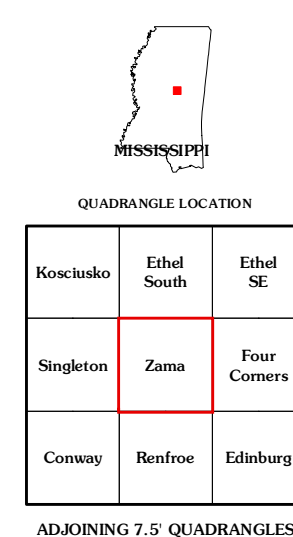 MISSISSIPPI
QUADRANGLE LOCATION
Kosciusko
Ethel
South
Ethel
SE
Singleton
Zama
Four
Corners
Conway
Renfroe
Edinburg
ADJOINING 7.5' QUADRANGLES